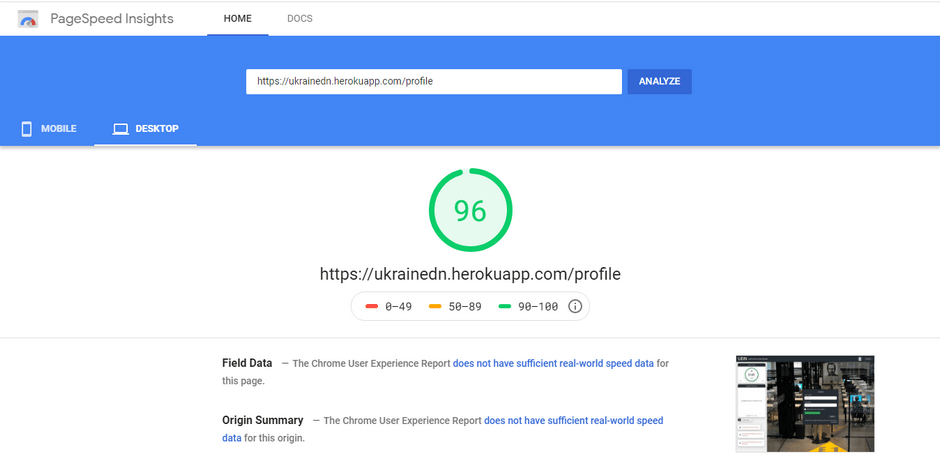 PageSpeed Insights HOME DOCS
https://ukrainedn.herokuapp.com/profile ANALYZE
MOBILE DESKTOP
96
https://ukrainedn.herokuapp.com/profile
0–49 50–89 90–100
Field Data — The Chrome User Experience Report does not have sufficient real-world speed data for
this page.
Origin Summary — The Chrome User Experience Report does not have sufficient real-world speed
data for this origin.